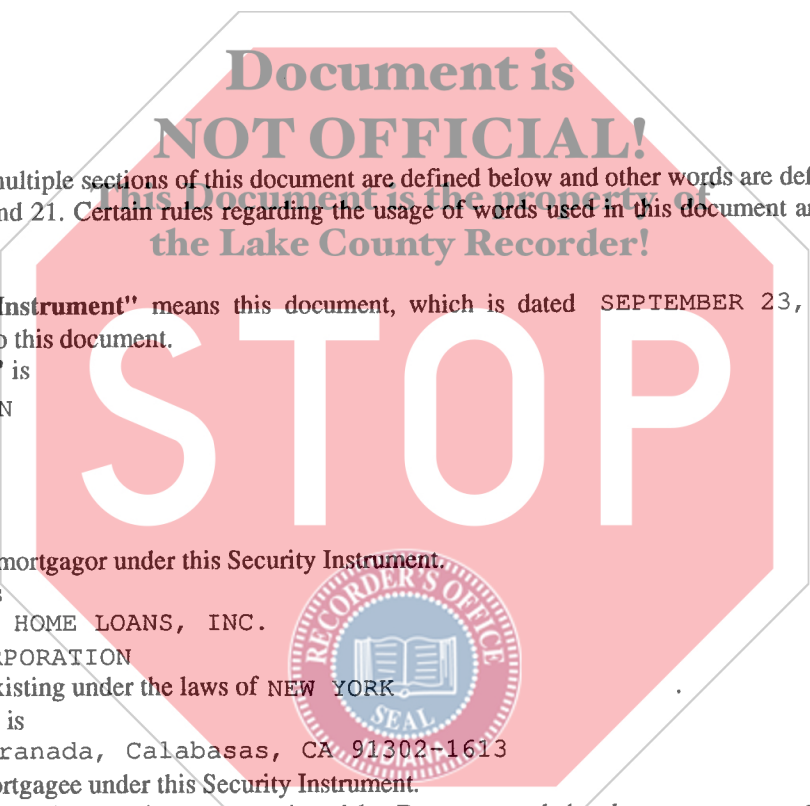 Document is
NOT OFFICIAL!
multiple sections of this document are defined below and other words are def
This Document is the property of
nd 21. Certain rules regarding the usage of words used in this document a
the Lake County Recorder!
Instrument" means this document, which is dated SEPTEMBER 23,
o this document.
" is
N
STOP
mortgagor under this Security Instrument.
s
HOME LOANS, INC.
RPORATION
xisting under the laws of NEW YORK
is
ranada, Calabasas, CA 91302-1613
ortgagee under this Security Instrument.
RECORDER'S OFFICE
SEAL
INDIANA